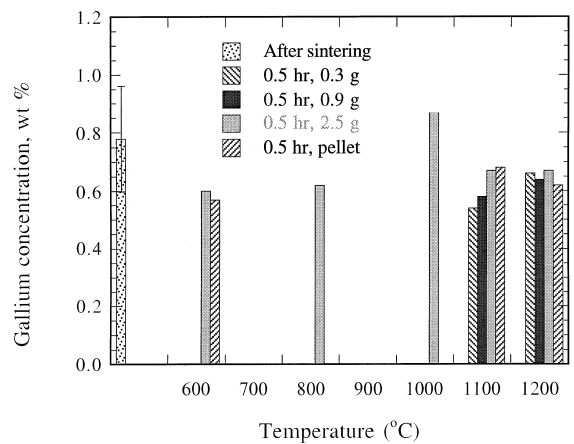 1.2
1.0
0.8
0.6
0.4
0.2
0.0
Gallium concentration, wt %
After sintering
0.5 hr, 0.3 g
0.5 hr, 0.9 g
0.5 hr, 2.5 g
0.5 hr, pellet
600 700 800 900 1000 1100 1200
Temperature (°C)